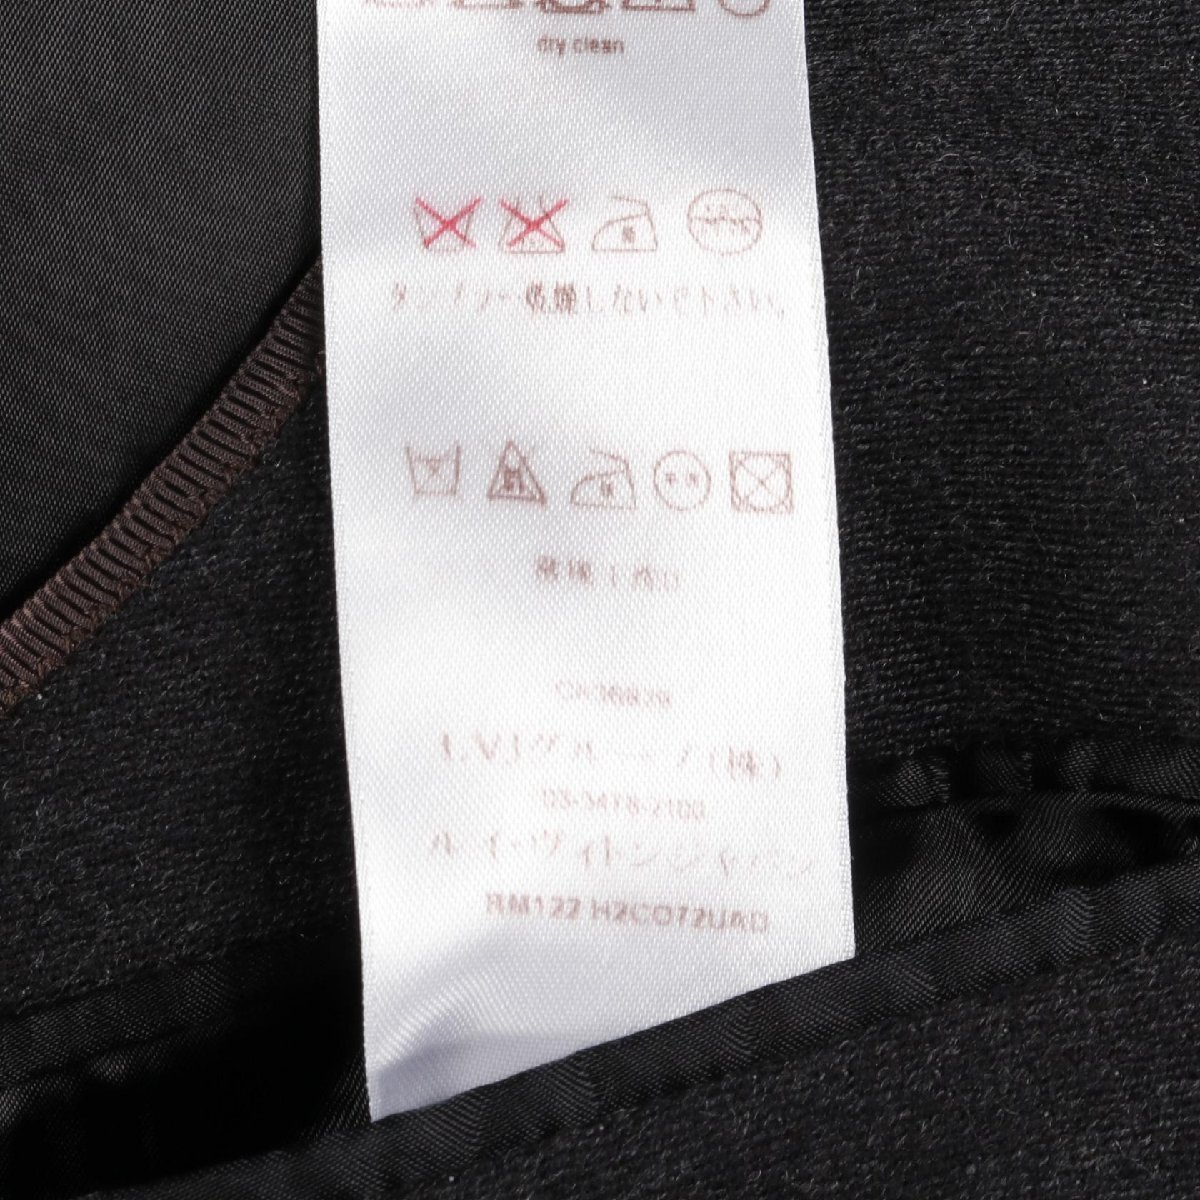 dry clean
タンブラー乾燥しないで下さい。
CA36929
LVJグループ(株)
03-3478-2100
ルイ・ヴィトンジャパン
RM122 H2CO72UAD